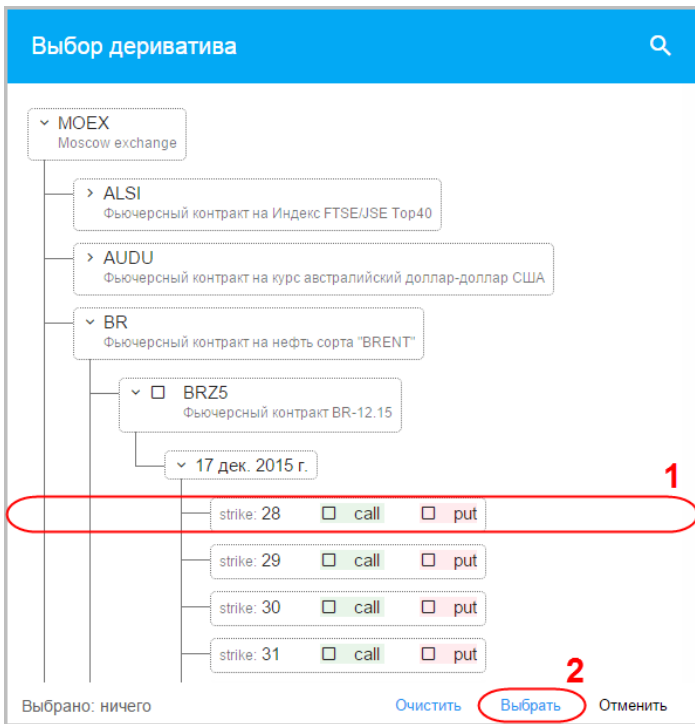 Выбор дериватива
MOEX
Moscow exchange
ALSI
Фьючерсный контракт на Индекс FTSE/JSE Top40
AUDU
Фьючерсный контракт на курс австралийский доллар-доллар США
BR
Фьючерсный контракт на нефть сорта "BRENT"
BRZ5
Фьючерсный контракт BR-12.15
17 дек. 2015 г.
1
strike: 28 call put
strike: 29 call put
strike: 30 call put
strike: 31 call put
2
Выбрано: ничего Очистить Выбрать Отменить